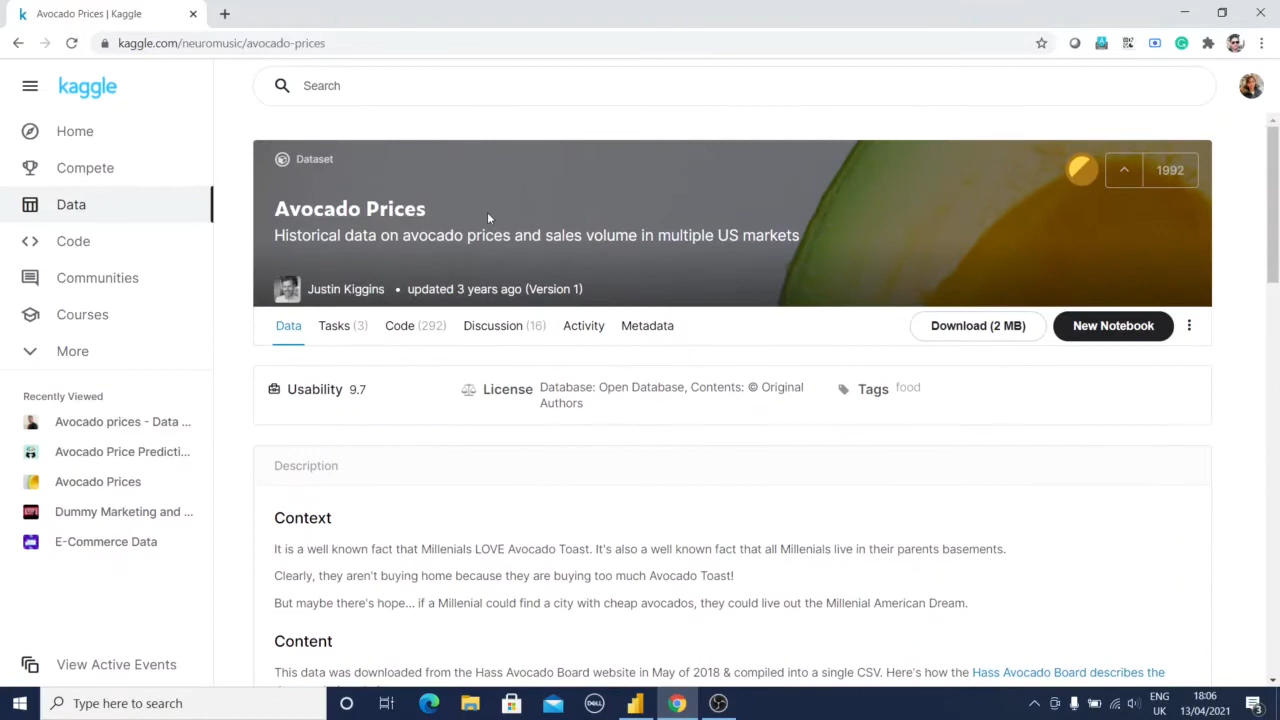 Avocado Prices | Kaggle
kaggle.com/neuromusic/avocado-prices
kaggle
Search
Home
Compete
Data
Code
Communities
Courses
More
Recently Viewed
Avocado prices - Data ...
Avocado Price Predicti...
Avocado Prices
Dummy Marketing and ...
E-Commerce Data
View Active Events
Dataset
1992
Avocado Prices
Historical data on avocado prices and sales volume in multiple US markets
Justin Kiggins • updated 3 years ago (Version 1)
Data Tasks (3) Code (292) Discussion (16) Activity Metadata Download (2 MB) New Notebook
Usability 9.7 License Database: Open Database, Contents: © Original Authors Tags food
Description
Context
It is a well known fact that Millenials LOVE Avocado Toast. It's also a well known fact that all Millenials live in their parents basements.
Clearly, they aren't buying home because they are buying too much Avocado Toast!
But maybe there's hope... if a Millenial could find a city with cheap avocados, they could live out the Millenial American Dream.
Content
This data was downloaded from the Hass Avocado Board website in May of 2018 & compiled into a single CSV. Here's how the Hass Avocado Board describes the
Type here to search
DELL
ENG
UK
18:06
13/04/2021
3